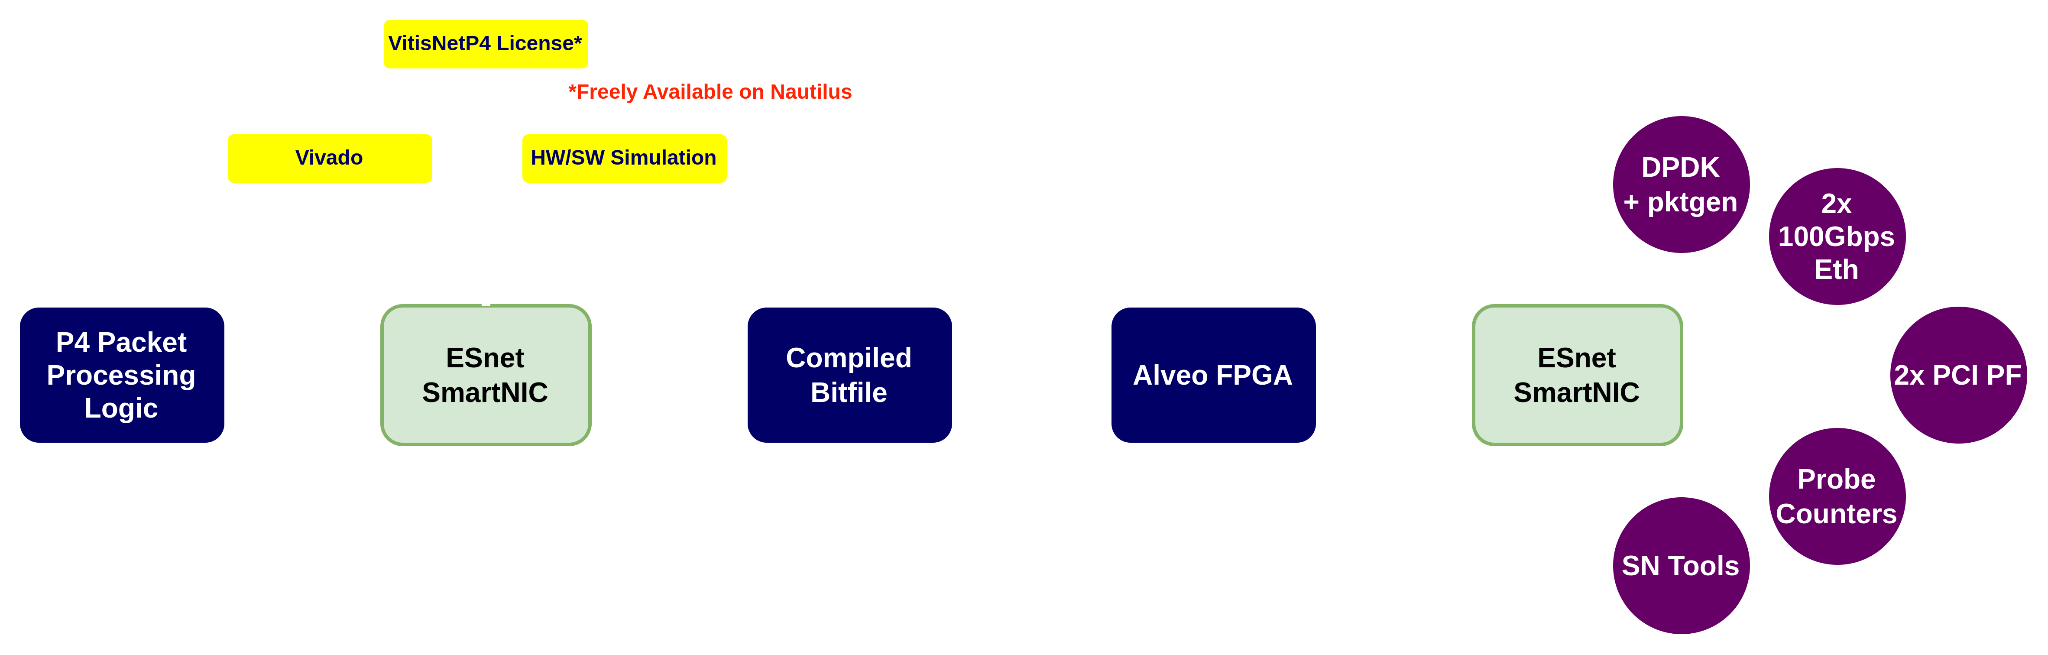 VitisNetP4 License*
*Freely Available on Nautilus
Vivado
HW/SW Simulation
P4 Packet
Processing
Logic
ESnet
SmartNIC
Compiled
Bitfile
Alveo FPGA
ESnet
SmartNIC
DPDK
+ pktgen
2x
100Gbps
Eth
2x PCI PF
Probe
Counters
SN Tools